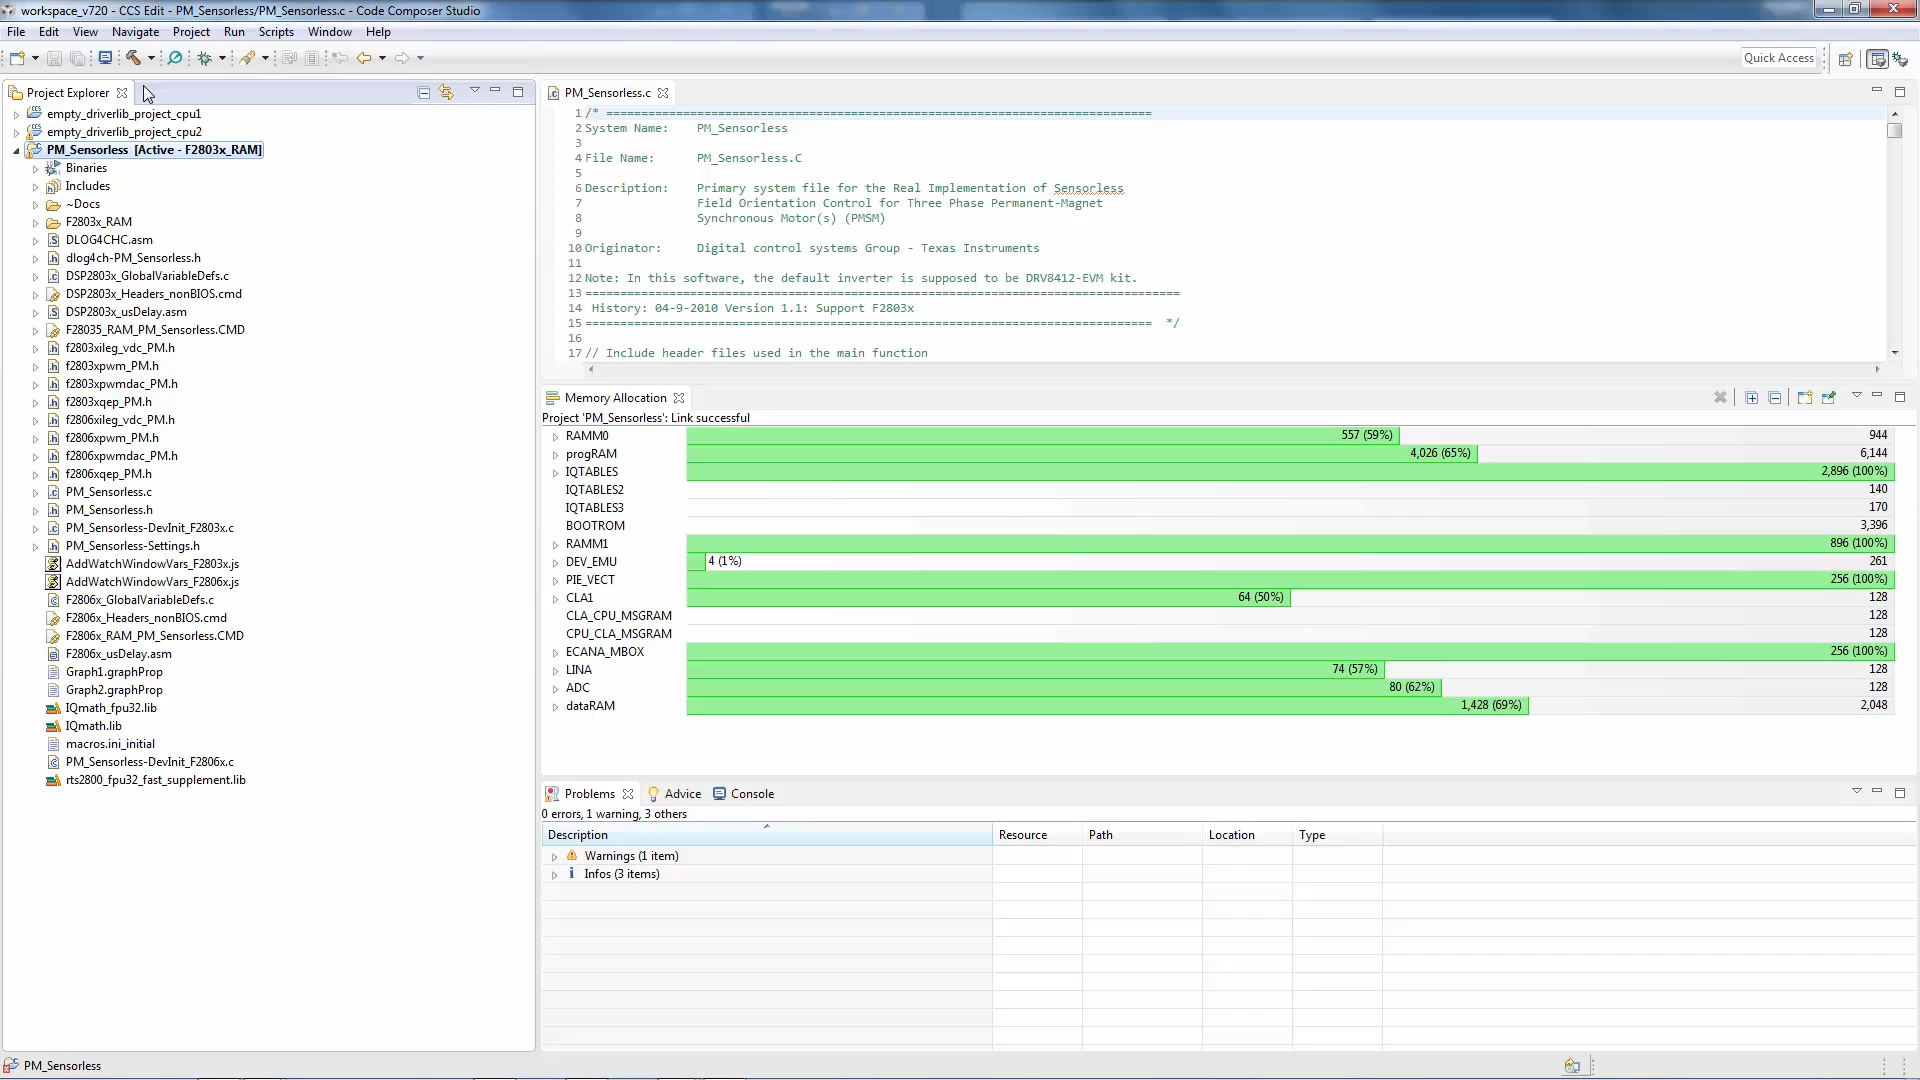 workspace_v720 - CCS Edit - PM_Sensorless/PM_Sensorless.c - Code Composer Studio
File Edit View Navigate Project Run Scripts Window Help
Quick Access
Project Explorer
empty_driverlib_project_cpu1
empty_driverlib_project_cpu2
PM_Sensorless [Active - F2803x_RAM]
Binaries
Includes
~Docs
F2803x_RAM
DLOG4CHC.asm
dlog4ch-PM_Sensorless.h
DSP2803x_GlobalVariableDefs.c
DSP2803x_Headers_nonBIOS.cmd
DSP2803x_usDelay.asm
F28035_RAM_PM_Sensorless.CMD
f2803xileg_vdc_PM.h
f2803xpwm_PM.h
f2803xpwmdac_PM.h
f2803xqep_PM.h
f2806xileg_vdc_PM.h
f2806xpwm_PM.h
f2806xpwmdac_PM.h
f2806xqep_PM.h
PM_Sensorless.c
PM_Sensorless.h
PM_Sensorless-DevInit_F2803x.c
PM_Sensorless-Settings.h
AddWatchWindowVars_F2803x.js
AddWatchWindowVars_F2806x.js
F2806x_GlobalVariableDefs.c
F2806x_Headers_nonBIOS.cmd
F2806x_RAM_PM_Sensorless.CMD
F2806x_usDelay.asm
Graph1.graphProp
Graph2.graphProp
IQmath_fpu32.lib
IQmath.lib
macros.ini_initial
PM_Sensorless-DevInit_F2806x.c
rts2800_fpu32_fast_supplement.lib
PM_Sensorless.c
1 /* ==================================================================================
2 System Name: PM_Sensorless
3
4 File Name: PM_Sensorless.C
5
6 Description: Primary system file for the Real Implementation of Sensorless
7 Field Orientation Control for Three Phase Permanent-Magnet
8 Synchronous Motor(s) (PMSM)
9
10 Originator: Digital control systems Group - Texas Instruments
11
12 Note: In this software, the default inverter is supposed to be DRV8412-EVM kit.
13 =====================================================================================
14 History: 04-9-2010 Version 1.1: Support F2803x
15 ================================================================================= */
16
17 // Include header files used in the main function
Memory Allocation
Project 'PM_Sensorless': Link successful
RAMM0 557 (59%) 944
progRAM 4,026 (65%) 6,144
IQTABLES 2,896 (100%)
IQTABLES2 140
IQTABLES3 170
BOOTROM 3,396
RAMM1 896 (100%)
DEV_EMU 4 (1%) 261
PIE_VECT 256 (100%)
CLA1 64 (50%) 128
CLA_CPU_MSGRAM 128
CPU_CLA_MSGRAM 128
ECANA_MBOX 256 (100%)
LINA 74 (57%) 128
ADC 80 (62%) 128
dataRAM 1,428 (69%) 2,048
Problems Advice Console
0 errors, 1 warning, 3 others
Description Resource Path Location Type
Warnings (1 item)
Infos (3 items)
PM_Sensorless